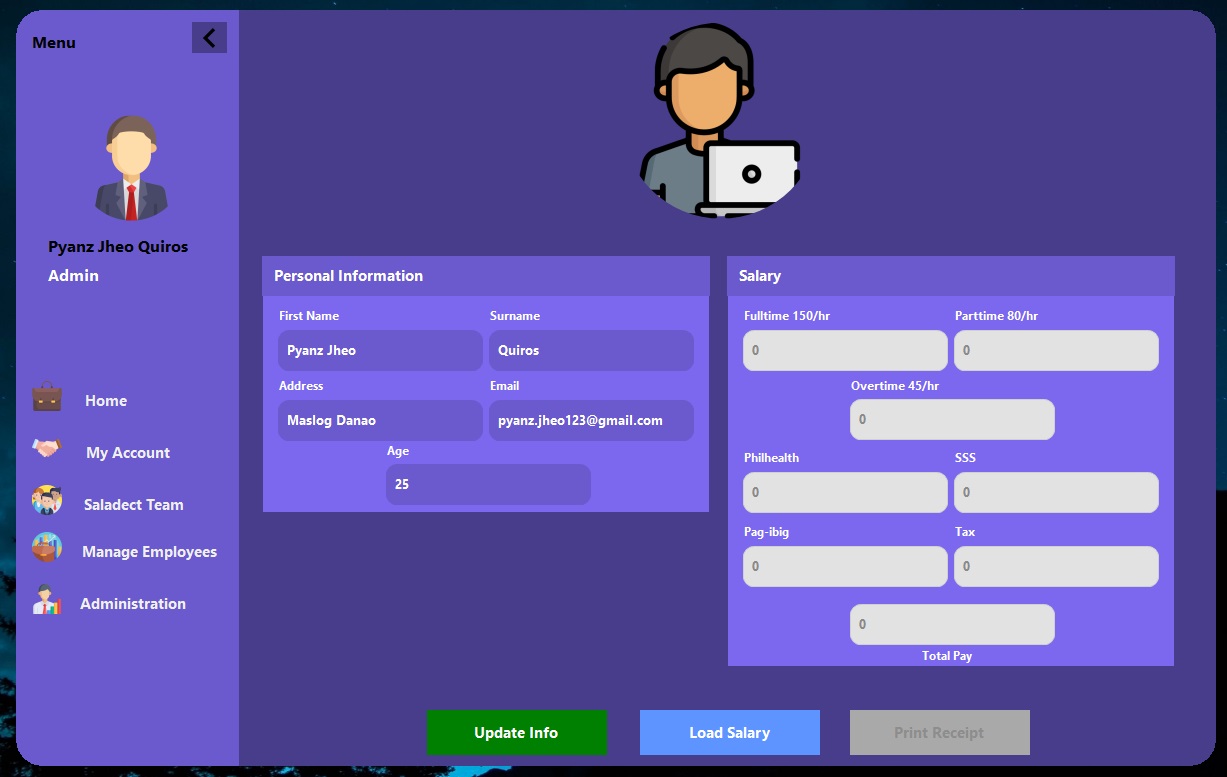 Menu
Pyanz Jheo Quiros
Admin
Home
My Account
Saladect Team
Manage Employees
Administration
Personal Information
First Name
Surname
Pyanz Jheo
Quiros
Address
Email
Maslog Danao
pyanz.jheo123@gmail.com
Age
25
Salary
Fulltime 150/hr
Parttime 80/hr
0
0
Overtime 45/hr
0
Philhealth
SSS
0
0
Pag-ibig
Tax
0
0
0
Total Pay
Update Info
Load Salary
Print Receipt